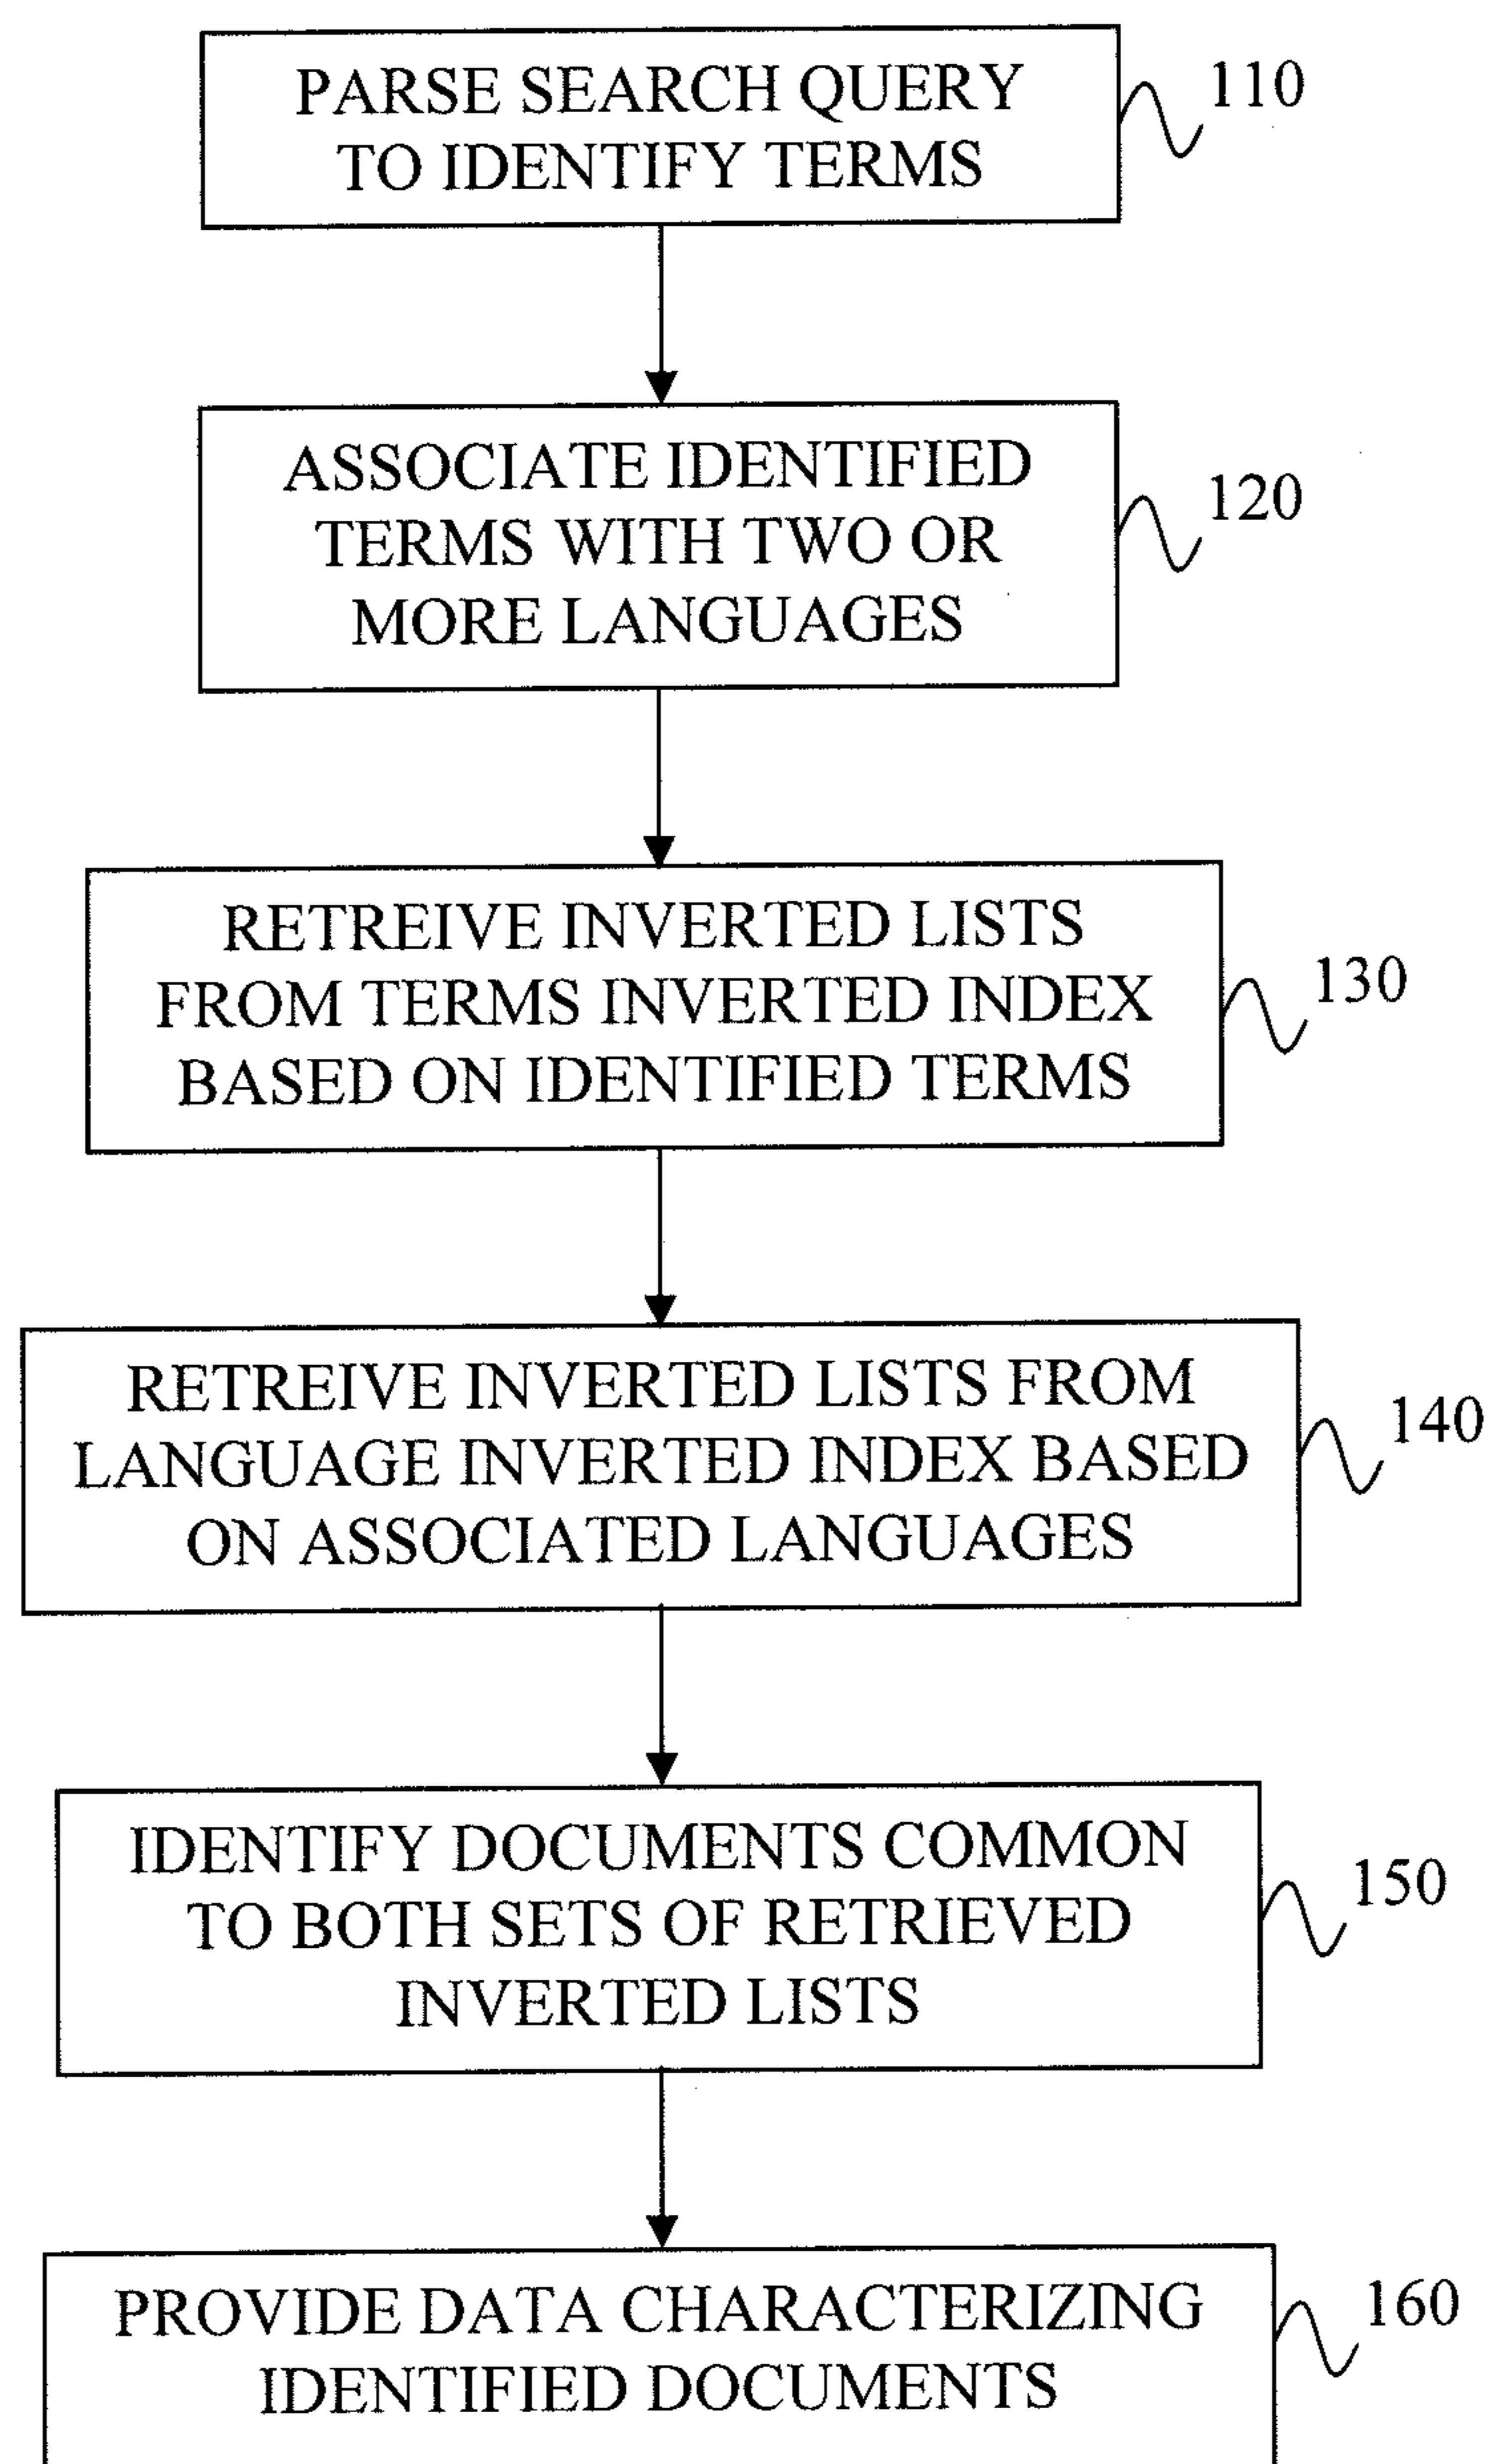 PARSE SEARCH QUERY
TO IDENTIFY TERMS
110
ASSOCIATE IDENTIFIED
TERMS WITH TWO OR
MORE LANGUAGES
120
RETREIVE INVERTED LISTS
FROM TERMS INVERTED INDEX
BASED ON IDENTIFIED TERMS
130
RETREIVE INVERTED LISTS FROM
LANGUAGE INVERTED INDEX BASED
ON ASSOCIATED LANGUAGES
140
IDENTIFY DOCUMENTS COMMON
TO BOTH SETS OF RETRIEVED
INVERTED LISTS
150
PROVIDE DATA CHARACTERIZING
IDENTIFIED DOCUMENTS
160